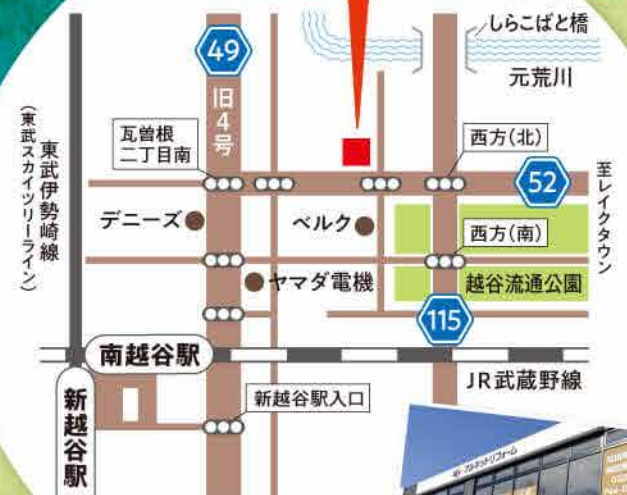 しらこばと橋
元荒川
49
旧4号
瓦曽根
二丁目南
西方(北)
52
至レイクタウン
東武伊勢崎線
(東武スカイツリーライン)
デニーズ
ベルク
西方(南)
ヤマダ電機
越谷流通公園
115
南越谷駅
JR武蔵野線
新越谷駅
新越谷駅入口